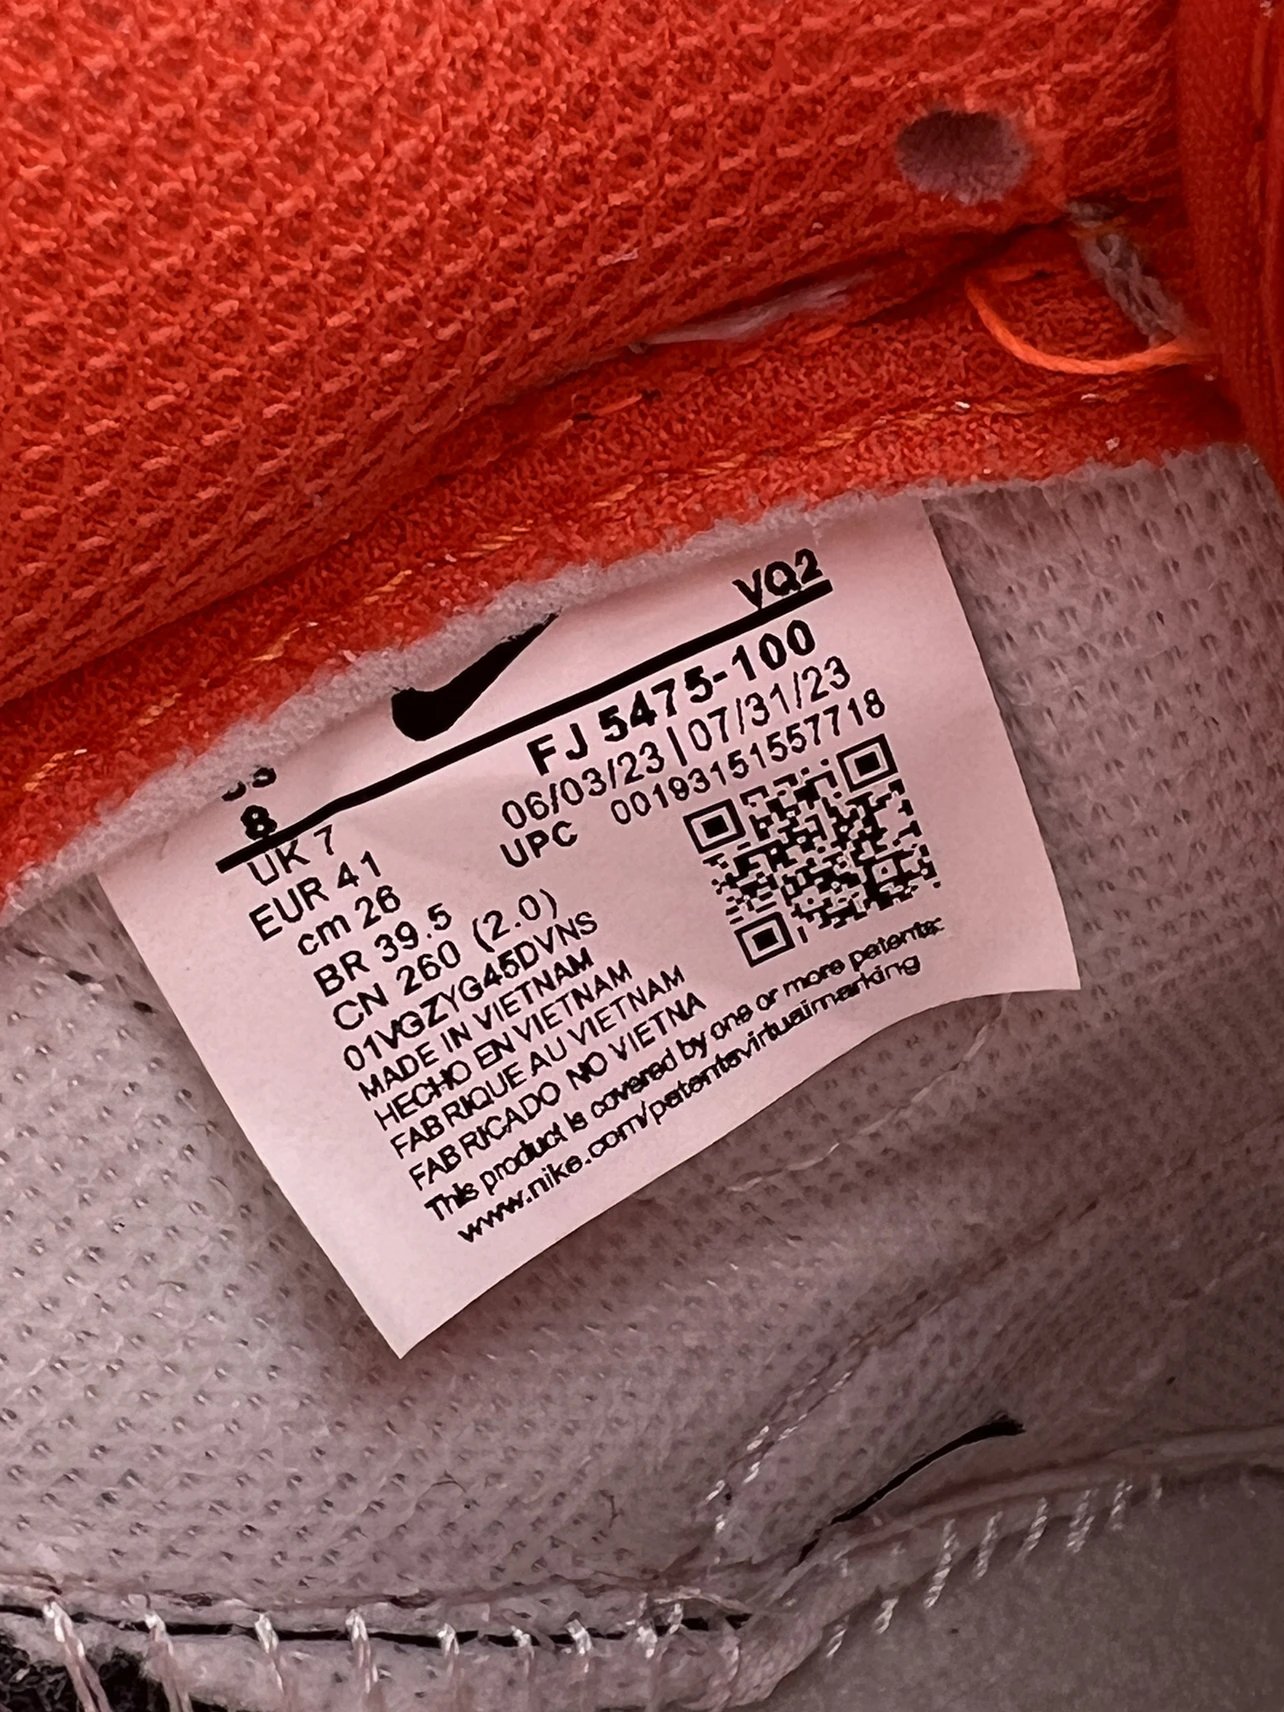 VQ2
US
8
FJ 5475-100
UK 7
06/03/23 | 07/31/23
EUR 41
UPC 00193151557718
cm 26
BR 39.5
CN 260 (2.0)
01VGZYG45DVNS
MADE IN VIETNAM
HECHO EN VIETNAM
FABRIQUE AU VIETNAM
FABRICADO NO VIETNA
This product is covered by one or more patents:
www.nike.com/patentsvirtualmarking